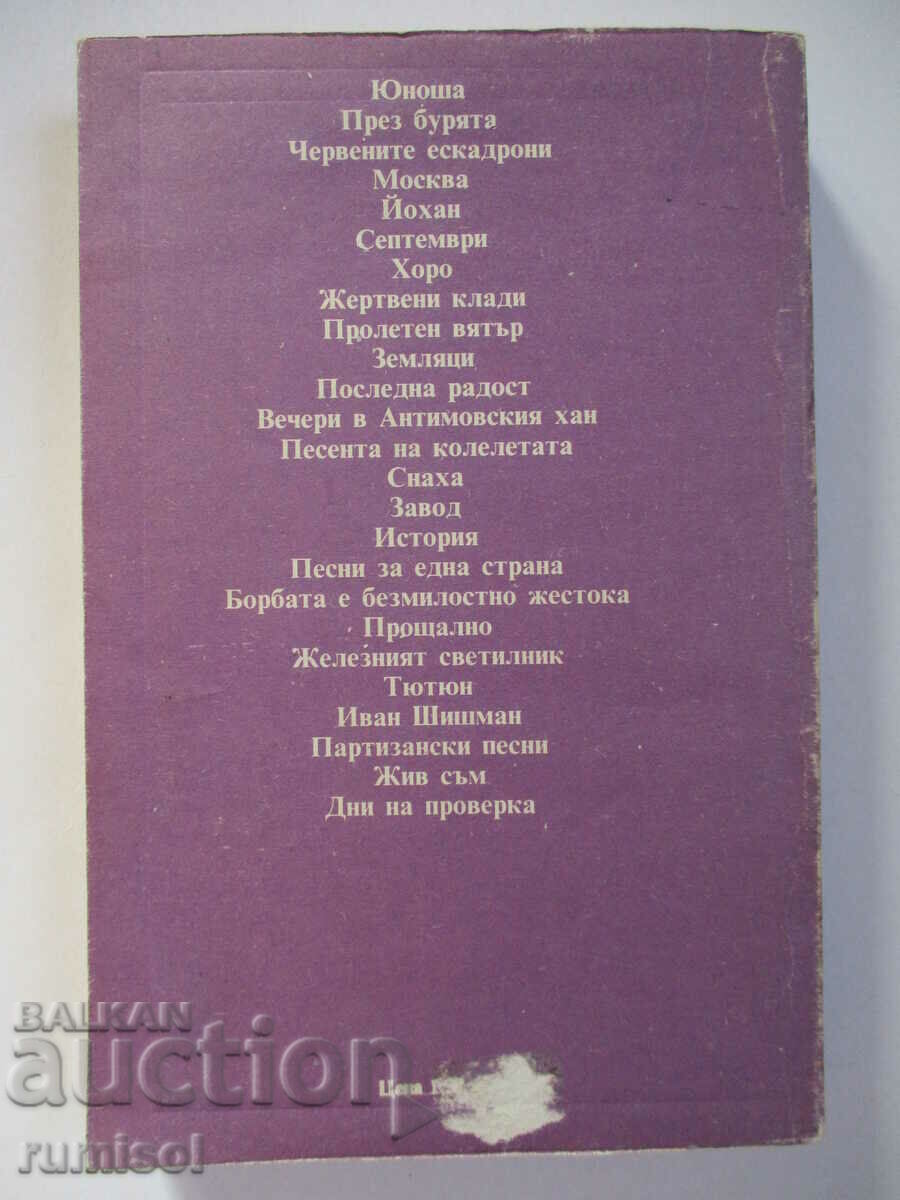 Юноша
През бурята
Червените ескадрони
Москва
Йохан
Септември
Хоро
Жертвени клади
Пролетен вятър
Земляци
Последна радост
Вечери в Антимовския хан
Песента на колелетата
Снаха
Завод
История
Песни за една страна
Борбата е безмилостно жестока
Прощално
Железният светилник
Тютюн
Иван Шишман
Партизански песни
Жив съм
Дни на проверка
BALKAN
auction
Цена
rumisol